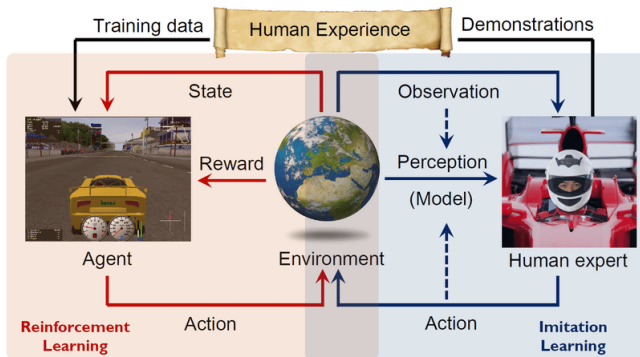 Training data
Human Experience
Demonstrations
State
Observation
Reward
Perception
(Model)
Agent
Environment
Human expert
Reinforcement
Learning
Action
Action
Imitation
Learning